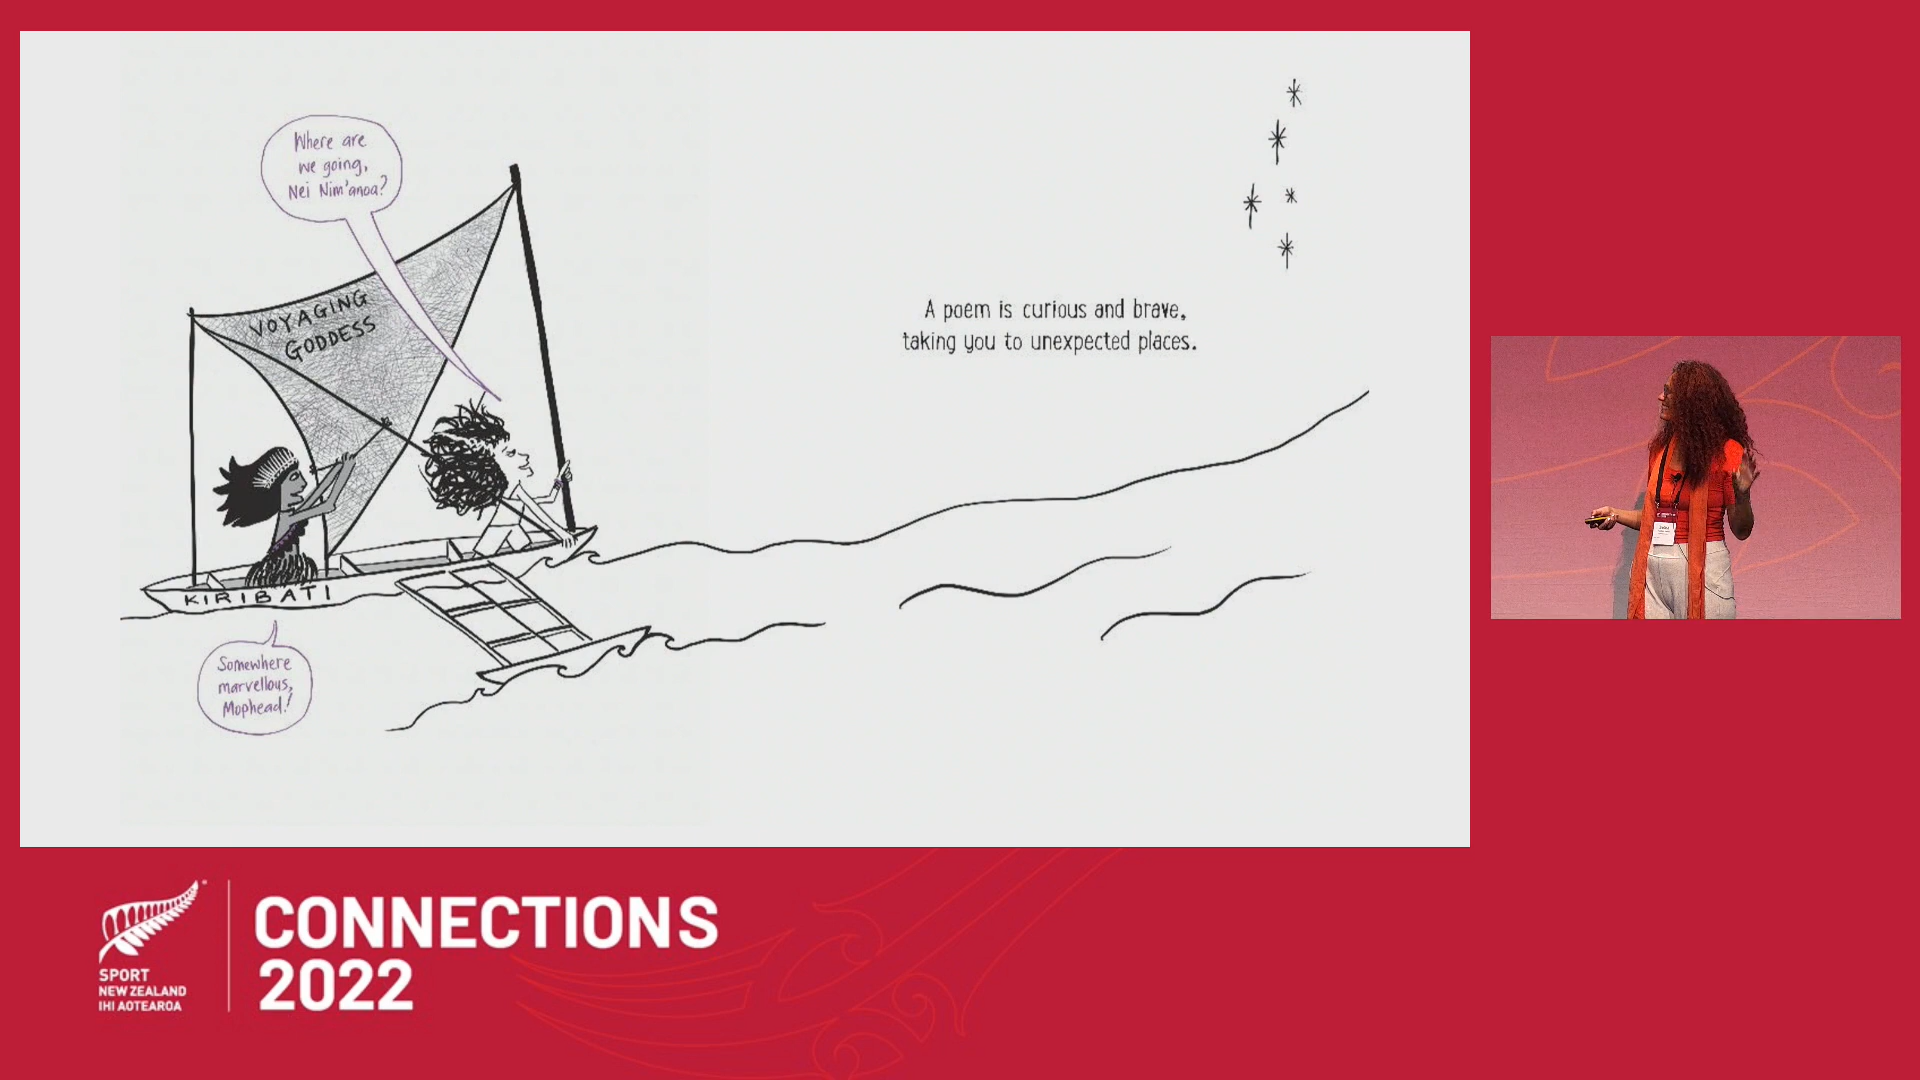 Where are
we going,
Nei Nim'anoa?
VOYAGING
GODDESS
KIRIBATI
Somewhere
marvellous,
Mophead!
A poem is curious and brave,
taking you to unexpected places.
SPORT
NEW ZEALAND
IHI AOTEAROA
CONNECTIONS
2022